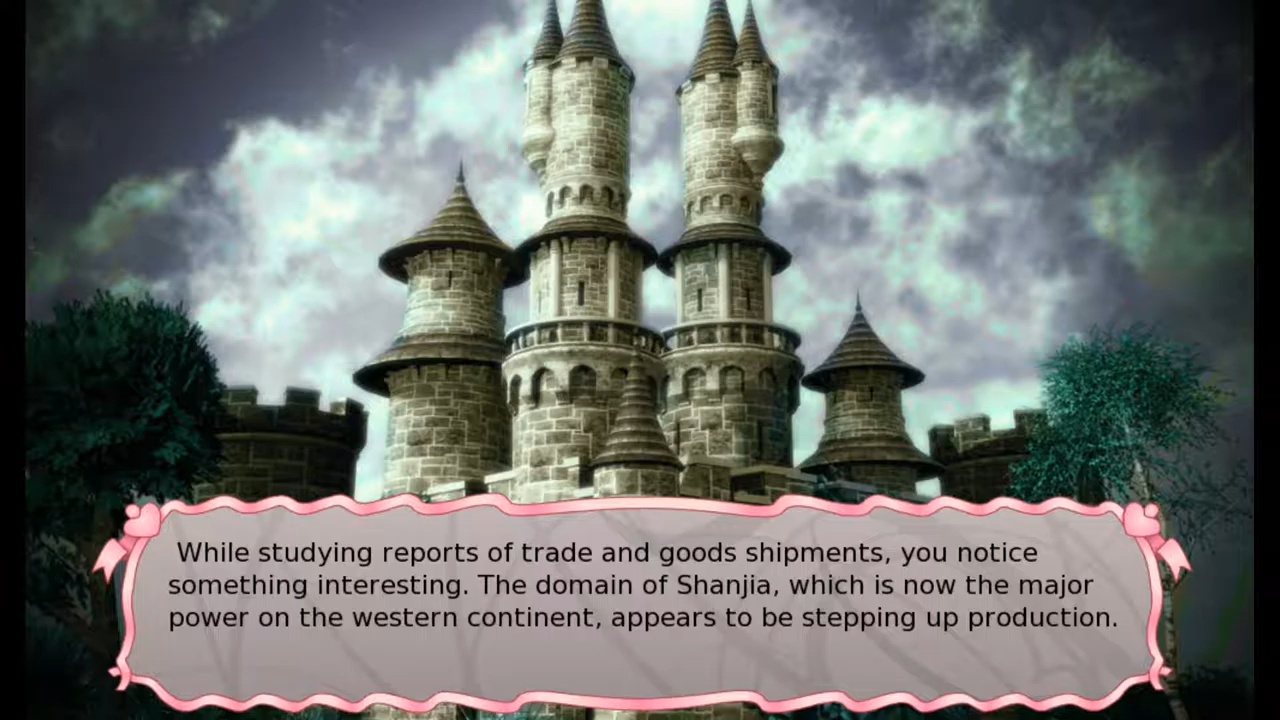 While studying reports of trade and goods shipments, you notice
something interesting. The domain of Shanjia, which is now the major
power on the western continent, appears to be stepping up production.